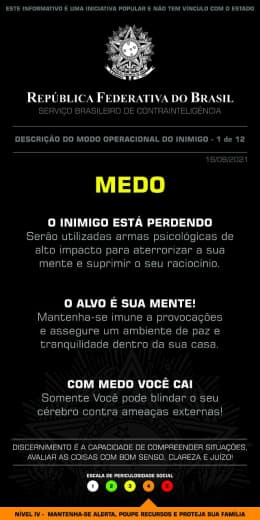 ESTE INFORMATIVO É UMA INICIATIVA POPULAR E NÃO TEM VÍNCULO COM O ESTADO
REPÚBLICA FEDERATIVA DO BRASIL
SERVIÇO BRASILEIRO DE CONTRAINTELIGÊNCIA
DESCRIÇÃO DO MODO OPERACIONAL DO INIMIGO - 1 de 12
15/09/2021
MEDO
O INIMIGO ESTÁ PERDENDO
Serão utilizadas armas psicológicas de
alto impacto para aterrorizar a sua
mente e suprimir o seu raciocínio.
O ALVO É SUA MENTE!
Mantenha-se imune a provocações
e assegure um ambiente de paz e
tranquilidade dentro da sua casa.
COM MEDO VOCÊ CAI
Somente Você pode blindar o seu
cérebro contra ameaças externas!
DISCERNIMENTO É A CAPACIDADE DE COMPREENDER SITUAÇÕES,
AVALIAR AS COISAS COM BOM SENSO, CLAREZA E JUÍZO!
ESCALA DE PERICULOSIDADE SOCIAL
1 2 3 4 5
NÍVEL IV - MANTENHA-SE ALERTA, POUPE RECURSOS E PROTEJA SUA FAMÍLIA